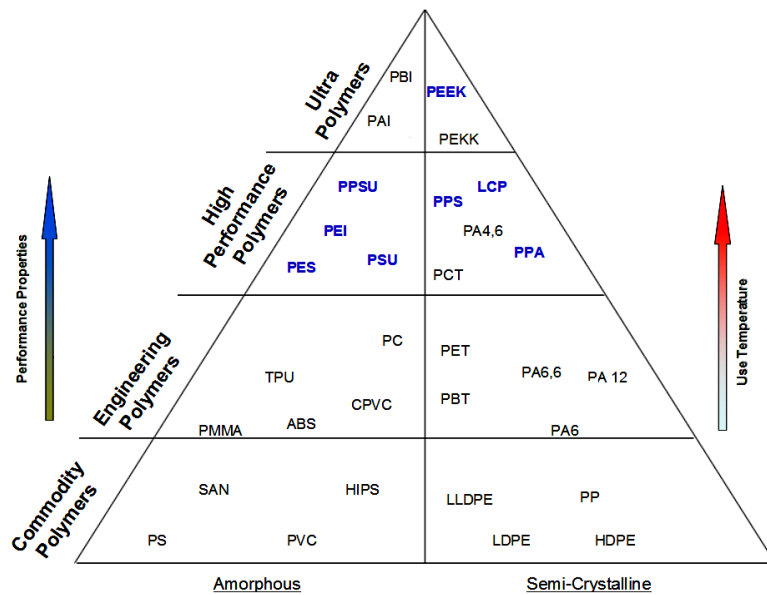 Ultra
Polymers
PBI
PEEK
PAI
PEKK
High
Performance
Polymers
PPSU
LCP
PPS
PEI
PA4,6
PPA
PES
PSU
PCT
Performance Properties
Use Temperature
Engineering
Polymers
PC
PET
TPU
PA6,6
PA 12
CPVC
PBT
PMMA
ABS
PA6
Commodity
Polymers
SAN
HIPS
LLDPE
PP
PS
PVC
LDPE
HDPE
Amorphous
Semi-Crystalline